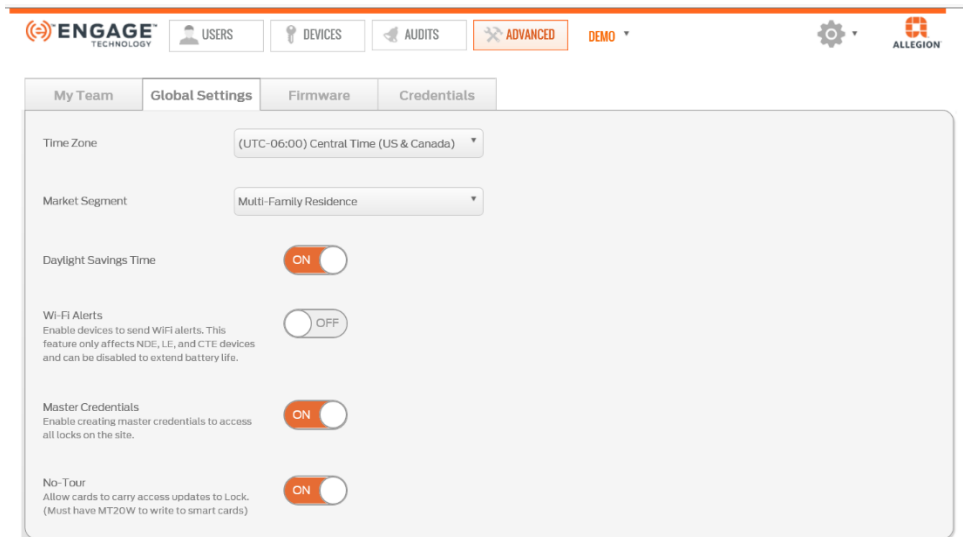 ENGAGE™
TECHNOLOGY
USERS
DEVICES
AUDITS
ADVANCED
DEMO
ALLEGION
My Team
Global Settings
Firmware
Credentials
Time Zone
(UTC-06:00) Central Time (US & Canada)
Market Segment
Multi-Family Residence
Daylight Savings Time
ON
Wi-Fi Alerts
Enable devices to send WiFi alerts. This
feature only affects NDE, LE, and CTE devices
and can be disabled to extend battery life.
OFF
Master Credentials
Enable creating master credentials to access
all locks on the site.
ON
No-Tour
Allow cards to carry access updates to Lock.
(Must have MT20W to write to smart cards)
ON